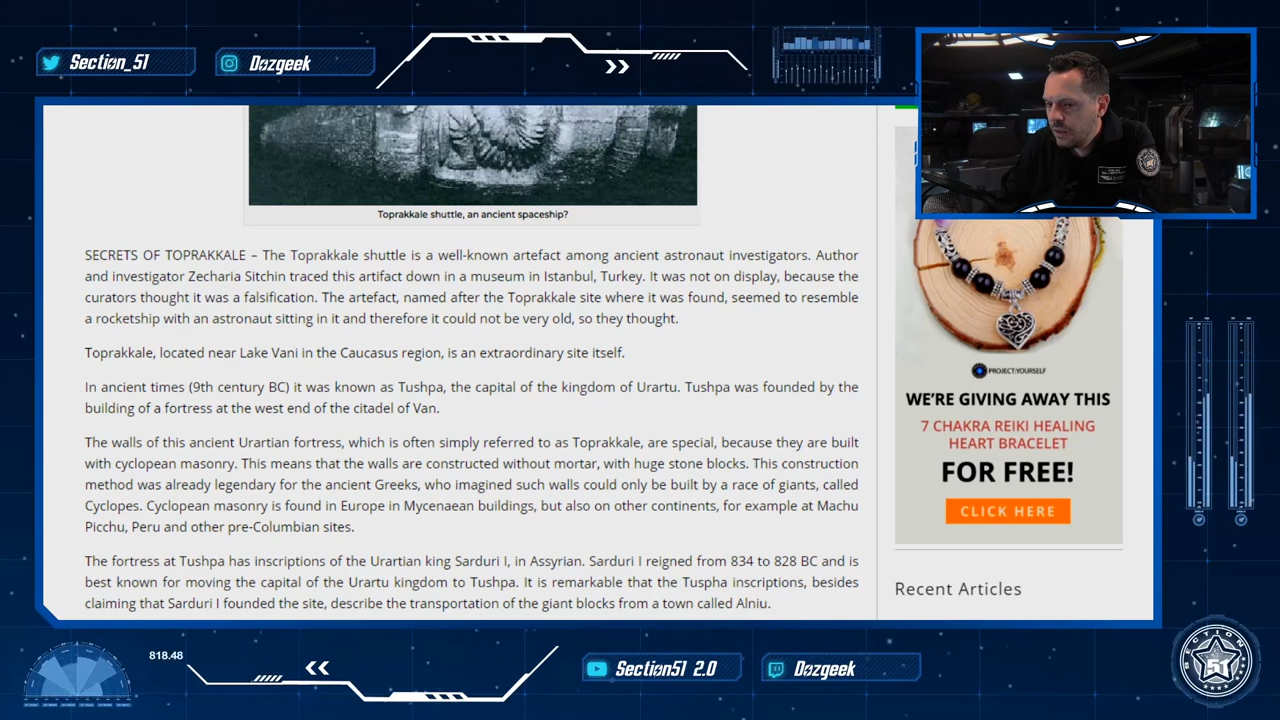 Section_51
Dazgeek
Toprakkale shuttle, an ancient spaceship?
SECRETS OF TOPRAKKALE – The Toprakkale shuttle is a well-known artefact among ancient astronaut investigators. Author
and investigator Zecharia Sitchin traced this artifact down in a museum in Istanbul, Turkey. It was not on display, because the
curators thought it was a falsification. The artefact, named after the Toprakkale site where it was found, seemed to resemble
a rocketship with an astronaut sitting in it and therefore it could not be very old, so they thought.
Toprakkale, located near Lake Vani in the Caucasus region, is an extraordinary site itself.
In ancient times (9th century BC) it was known as Tushpa, the capital of the kingdom of Urartu. Tushpa was founded by the
building of a fortress at the west end of the citadel of Van.
The walls of this ancient Urartian fortress, which is often simply referred to as Toprakkale, are special, because they are built
with cyclopean masonry. This means that the walls are constructed without mortar, with huge stone blocks. This construction
method was already legendary for the ancient Greeks, who imagined such walls could only be built by a race of giants, called
Cyclopes. Cyclopean masonry is found in Europe in Mycenaean buildings, but also on other continents, for example at Machu
Picchu, Peru and other pre-Columbian sites.
The fortress at Tushpa has inscriptions of the Urartian king Sarduri I, in Assyrian. Sarduri I reigned from 834 to 828 BC and is
best known for moving the capital of the Urartu kingdom to Tushpa. It is remarkable that the Tuspha inscriptions, besides
claiming that Sarduri I founded the site, describe the transportation of the giant blocks from a town called Alniu.
PROJECT:YOURSELF
WE'RE GIVING AWAY THIS
7 CHAKRA REIKI HEALING
HEART BRACELET
FOR FREE!
CLICK HERE
Recent Articles
818.48
Section51 2.0
Dazgeek
SECTION
51